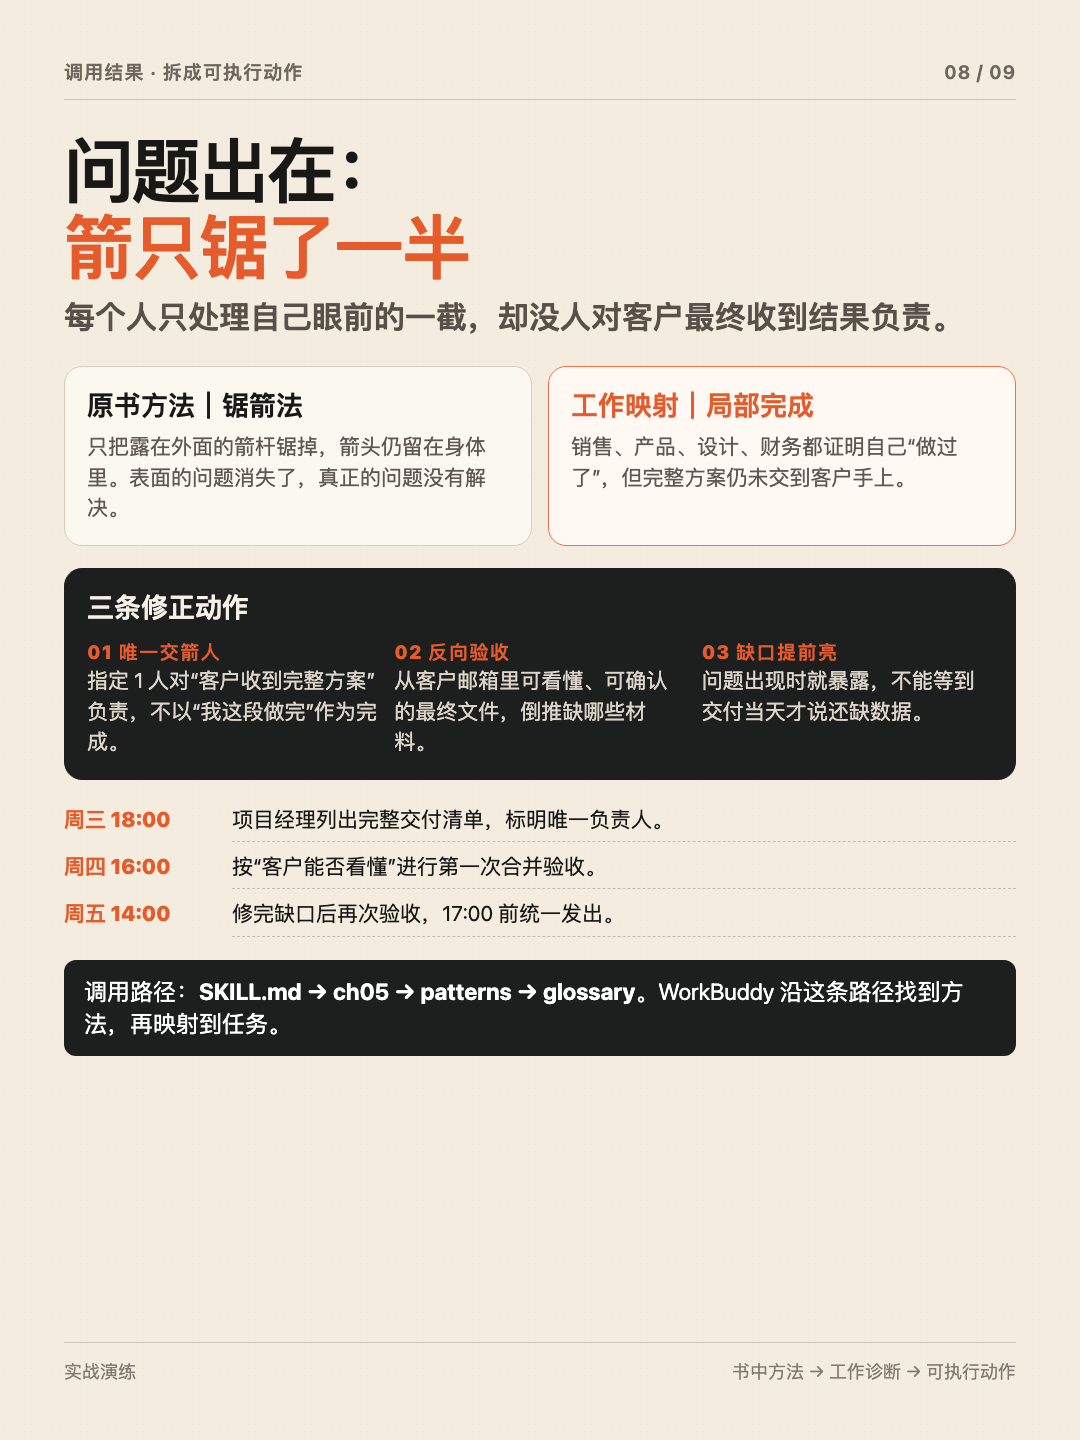 调用结果 · 拆成可执行动作
08 / 09
问题出在：
箭只锯了一半
每个人只处理自己眼前的一截，却没人对客户最终收到结果负责。
原书方法｜锯箭法
只把露在外面的箭杆锯掉，箭头仍留在身体
里。表面的问题消失了，真正的问题没有解
决。
工作映射｜局部完成
销售、产品、设计、财务都证明自己“做过
了”，但完整方案仍未交到客户手上。
三条修正动作
01 唯一交箭人
指定 1 人对“客户收到完整方案”
负责，不以“我这段做完”作为完
成。
02 反向验收
从客户邮箱里可看懂、可确认
的最终文件，倒推缺哪些材
料。
03 缺口提前亮
问题出现时就暴露，不能等到
交付当天才说还缺数据。
周三 18:00
项目经理列出完整交付清单，标明唯一负责人。
周四 16:00
按“客户能否看懂”进行第一次合并验收。
周五 14:00
修完缺口后再次验收，17:00 前统一发出。
调用路径：SKILL.md → ch05 → patterns → glossary。WorkBuddy 沿这条路径找到方
法，再映射到任务。
实战演练
书中方法 → 工作诊断 → 可执行动作